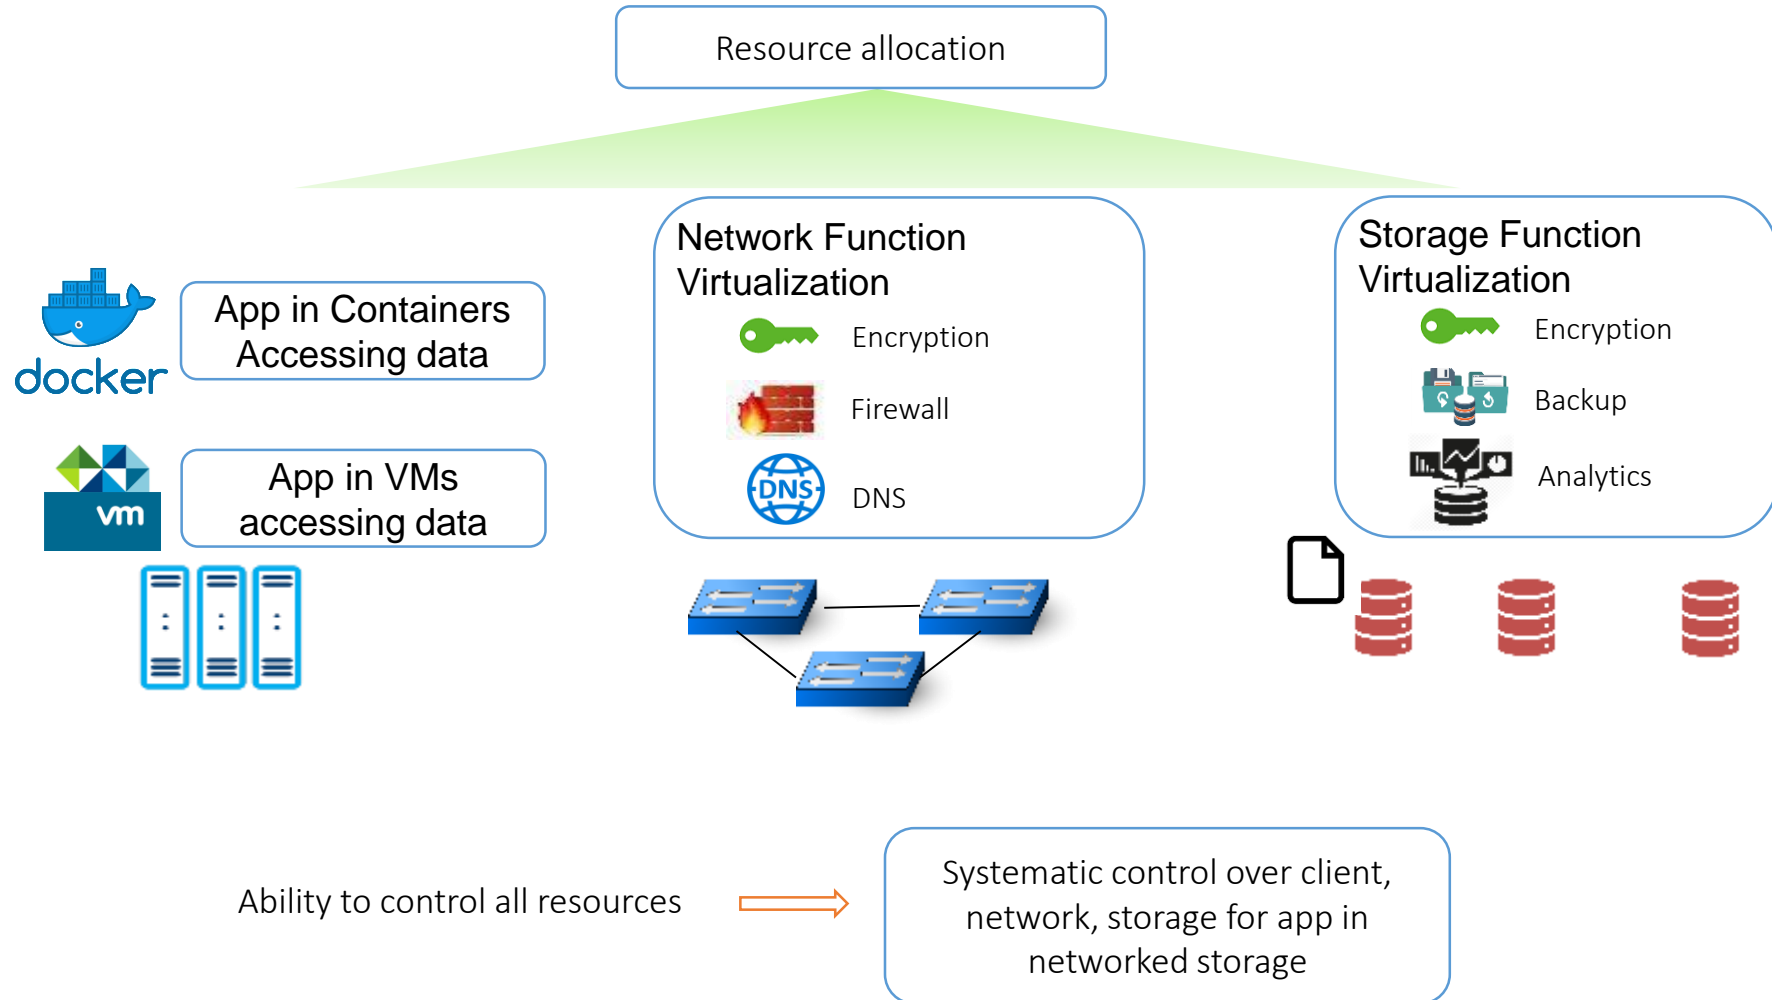 Resource allocation
docker
App in Containers
Accessing data
vm
App in VMs
accessing data
Network Function
Virtualization
Encryption
Firewall
DNS
DNS
Storage Function
Virtualization
Encryption
Backup
Analytics
Ability to control all resources
Systematic control over client,
network, storage for app in
networked storage